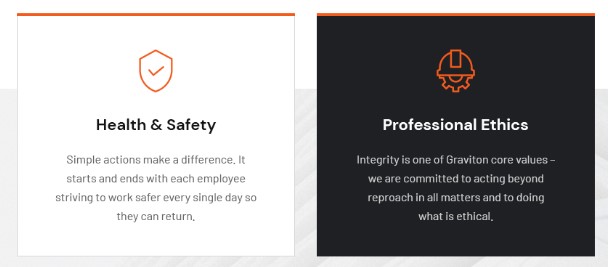 Health & Safety
Simple actions make a difference. It
starts and ends with each employee
striving to work safer every single day so
they can return.
Professional Ethics
Integrity is one of Graviton core values –
we are committed to acting beyond
reproach in all matters and to doing
what is ethical.